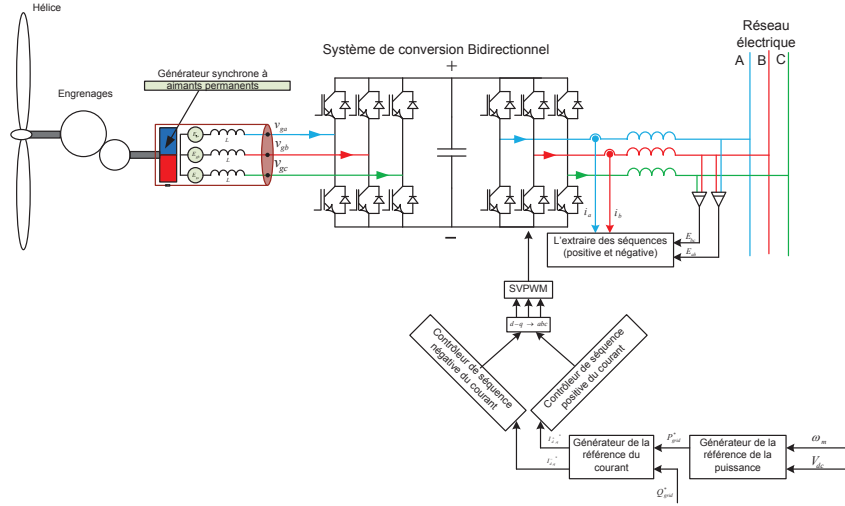 Hélice
Réseau
électrique
A B C
Système de conversion Bidirectionnel
+
Générateur synchrone à
aimants permanents
Engrenages
v_ga
v_gb
v_gc
L
L
L
−
i_a
i_b
L'extraire des séquences
(positive et négative)
E_bc
E_ab
SVPWM
d−q → abc
Contrôleur de séquence
négative du courant
Contrôleur de séquence
positive du courant
Générateur de la
référence du
courant
P*_grid
Générateur de la
référence de la
puissance
ω_m
V_dc
Q*_grid